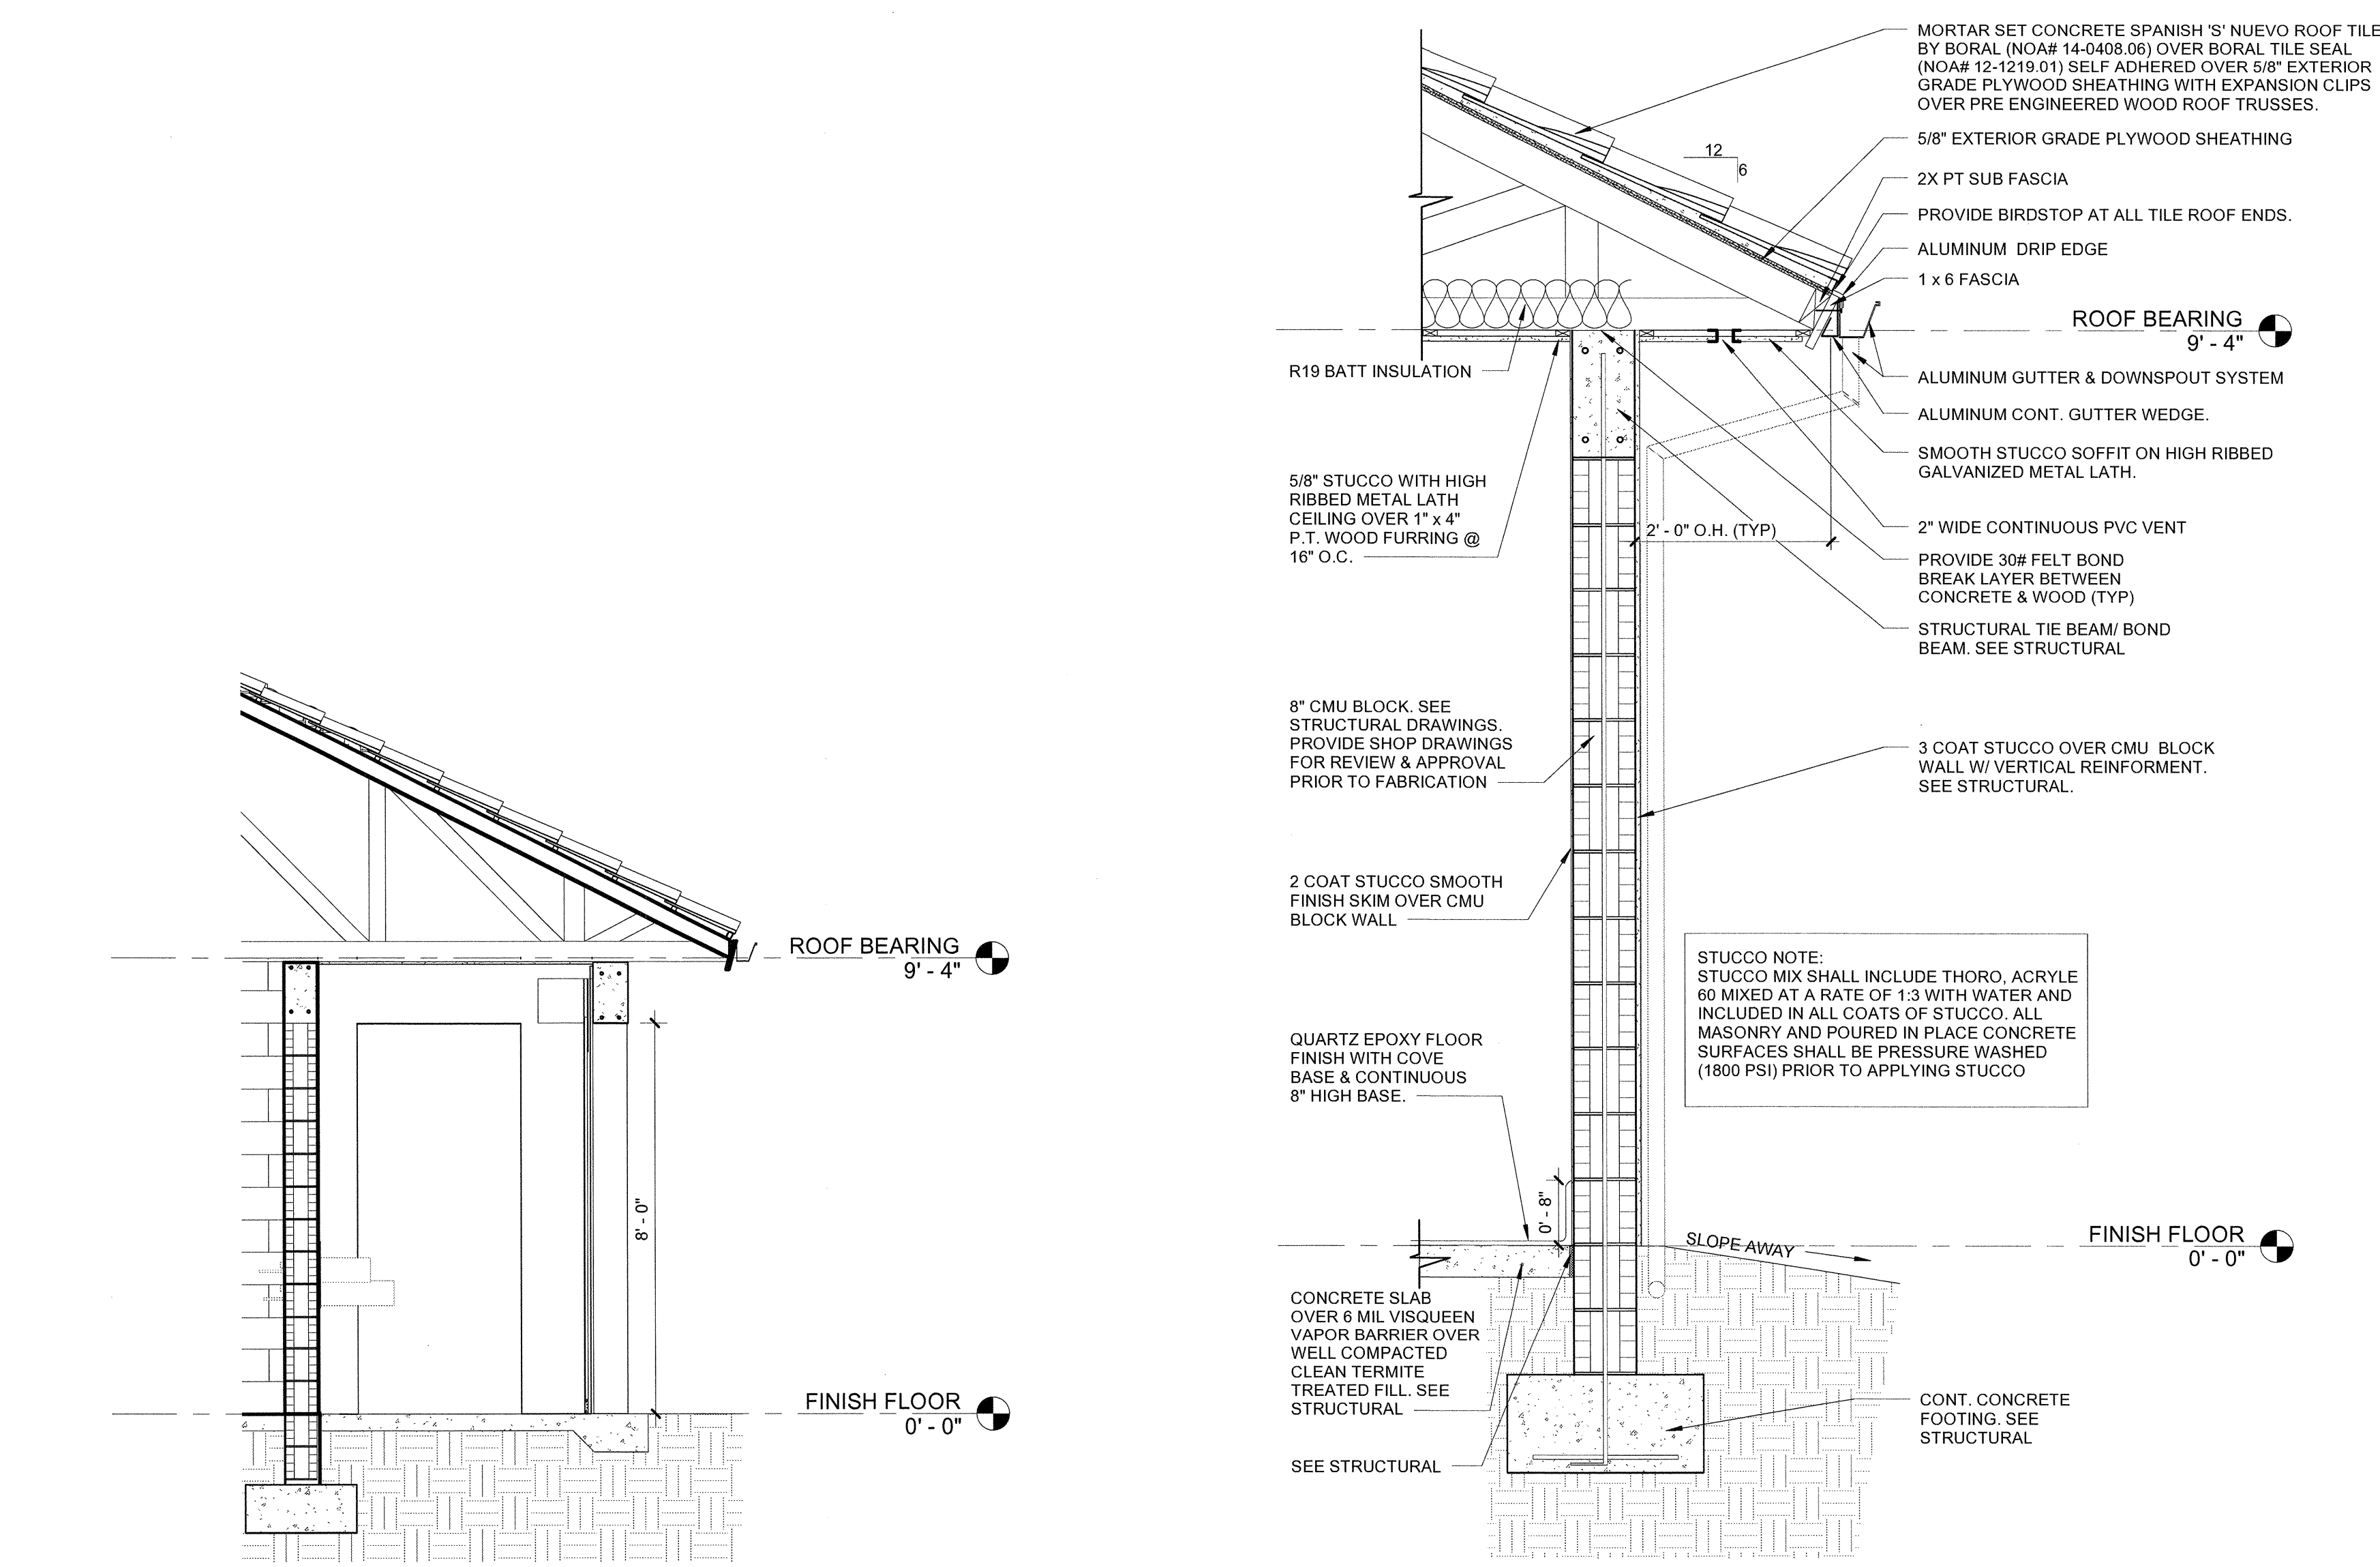 ROOF BEARING
9' - 4"
8' - 0"
FINISH FLOOR
0' - 0"
MORTAR SET CONCRETE SPANISH 'S' NUEVO ROOF TILE
BY BORAL (NOA# 14-0408.06) OVER BORAL TILE SEAL
(NOA# 12-1219.01) SELF ADHERED OVER 5/8" EXTERIOR
GRADE PLYWOOD SHEATHING WITH EXPANSION CLIPS
OVER PRE ENGINEERED WOOD ROOF TRUSSES.
12
6
5/8" EXTERIOR GRADE PLYWOOD SHEATHING
2X PT SUB FASCIA
PROVIDE BIRDSTOP AT ALL TILE ROOF ENDS.
ALUMINUM DRIP EDGE
1 x 6 FASCIA
ROOF BEARING
9' - 4"
ALUMINUM GUTTER & DOWNSPOUT SYSTEM
ALUMINUM CONT. GUTTER WEDGE.
SMOOTH STUCCO SOFFIT ON HIGH RIBBED
GALVANIZED METAL LATH.
2' - 0" O.H. (TYP)
2" WIDE CONTINUOUS PVC VENT
PROVIDE 30# FELT BOND
BREAK LAYER BETWEEN
CONCRETE & WOOD (TYP)
STRUCTURAL TIE BEAM/ BOND
BEAM. SEE STRUCTURAL
3 COAT STUCCO OVER CMU BLOCK
WALL W/ VERTICAL REINFORMENT.
SEE STRUCTURAL.
R19 BATT INSULATION
5/8" STUCCO WITH HIGH
RIBBED METAL LATH
CEILING OVER 1" x 4"
P.T. WOOD FURRING @
16" O.C.
8" CMU BLOCK. SEE
STRUCTURAL DRAWINGS.
PROVIDE SHOP DRAWINGS
FOR REVIEW & APPROVAL
PRIOR TO FABRICATION
2 COAT STUCCO SMOOTH
FINISH SKIM OVER CMU
BLOCK WALL
STUCCO NOTE:
STUCCO MIX SHALL INCLUDE THORO, ACRYLE
60 MIXED AT A RATE OF 1:3 WITH WATER AND
INCLUDED IN ALL COATS OF STUCCO. ALL
MASONRY AND POURED IN PLACE CONCRETE
SURFACES SHALL BE PRESSURE WASHED
(1800 PSI) PRIOR TO APPLYING STUCCO
QUARTZ EPOXY FLOOR
FINISH WITH COVE
BASE & CONTINUOUS
8" HIGH BASE.
0' - 8"
SLOPE AWAY
FINISH FLOOR
0' - 0"
CONCRETE SLAB
OVER 6 MIL VISQUEEN
VAPOR BARRIER OVER
WELL COMPACTED
CLEAN TERMITE
TREATED FILL. SEE
STRUCTURAL
SEE STRUCTURAL
CONT. CONCRETE
FOOTING. SEE
STRUCTURAL